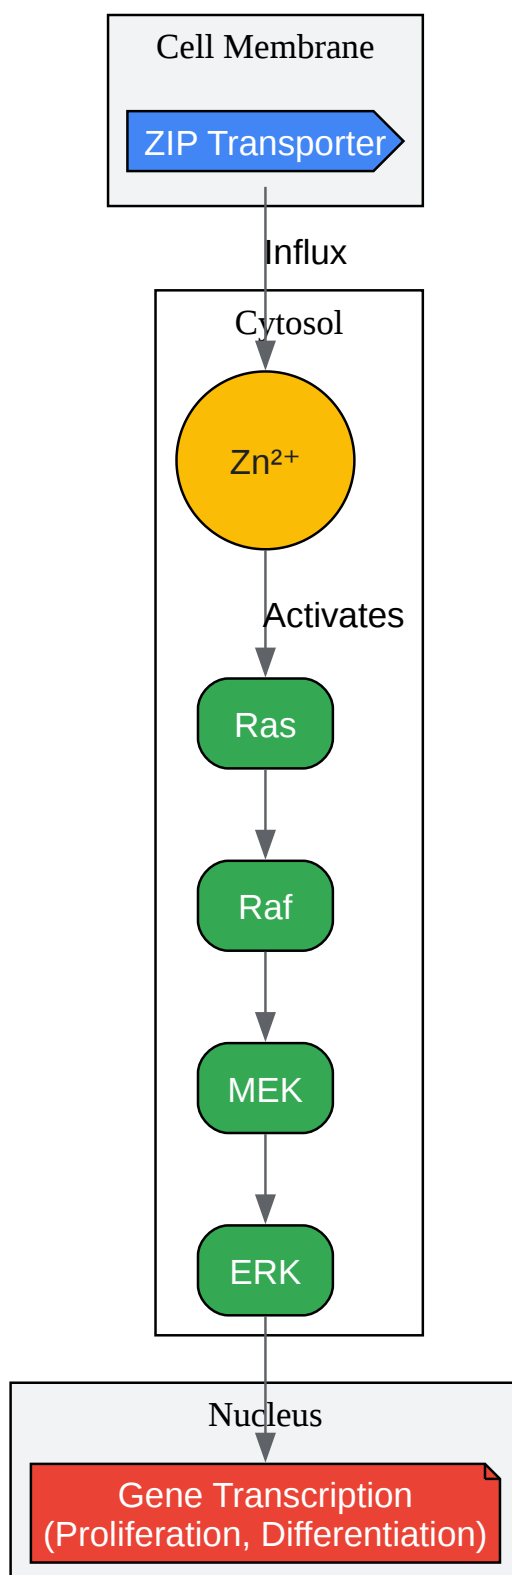 Cell Membrane
ZIP Transporter
Influx
Cytosol
Zn²⁺
Activates
Ras
Raf
MEK
ERK
Nucleus
Gene Transcription
(Proliferation, Differentiation)